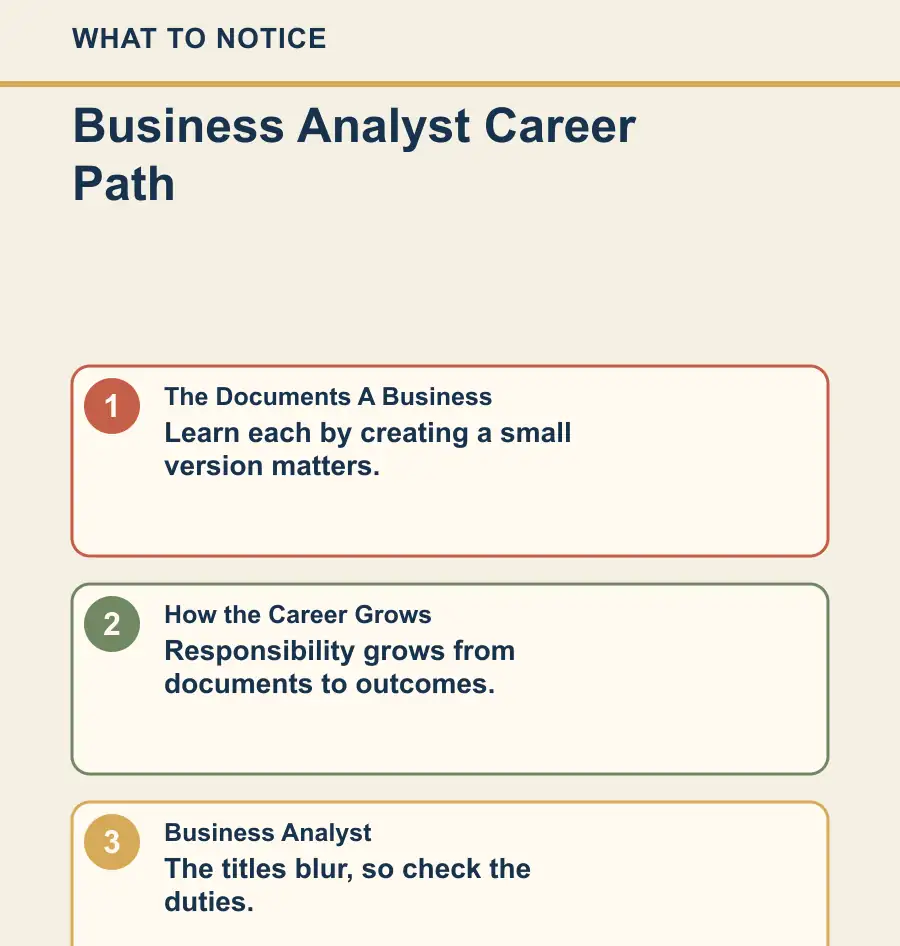 WHAT TO NOTICE
Business Analyst Career
Path
1
The Documents A Business
Learn each by creating a small
version matters.
2
How the Career Grows
Responsibility grows from
documents to outcomes.
3
Business Analyst
The titles blur, so check the
duties.